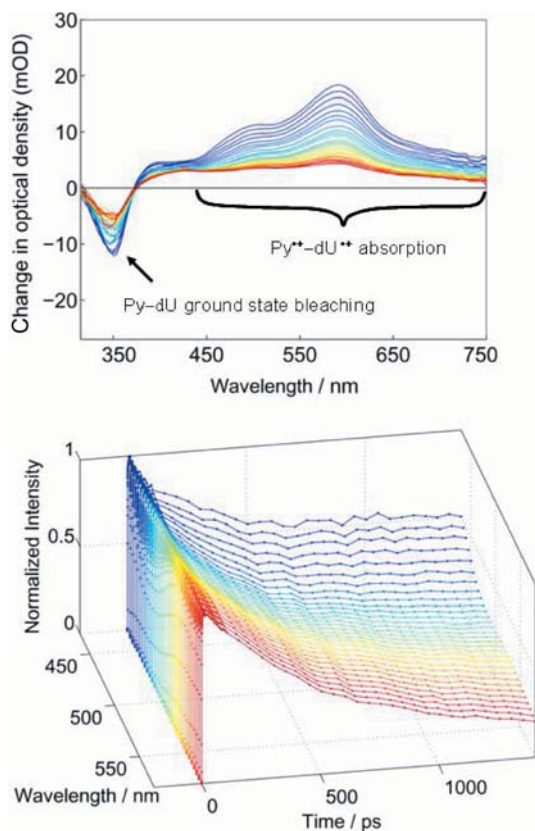 30
20
10
0
−10
−20
Change in optical density (mOD)
Py•+–dU•+ absorption
Py–dU ground state bleaching
350 450 550 650 750
Wavelength / nm
1
0.5
0
Normalized Intensity
450
500
550
Wavelength / nm
0 500 1000
Time / ps